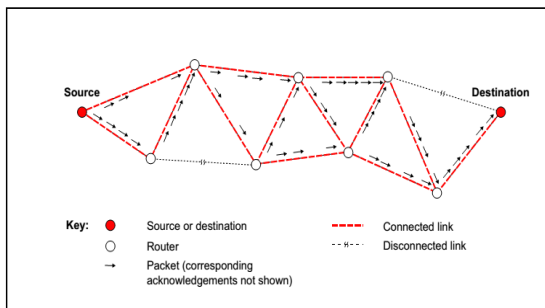 Source
Destination
Key:
Source or destination
Connected link
Router
Disconnected link
Packet (corresponding
acknowledgements not shown)